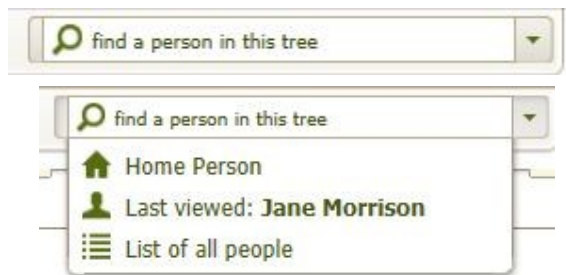 find a person in this tree
find a person in this tree
Home Person
Last viewed: Jane Morrison
List of all people